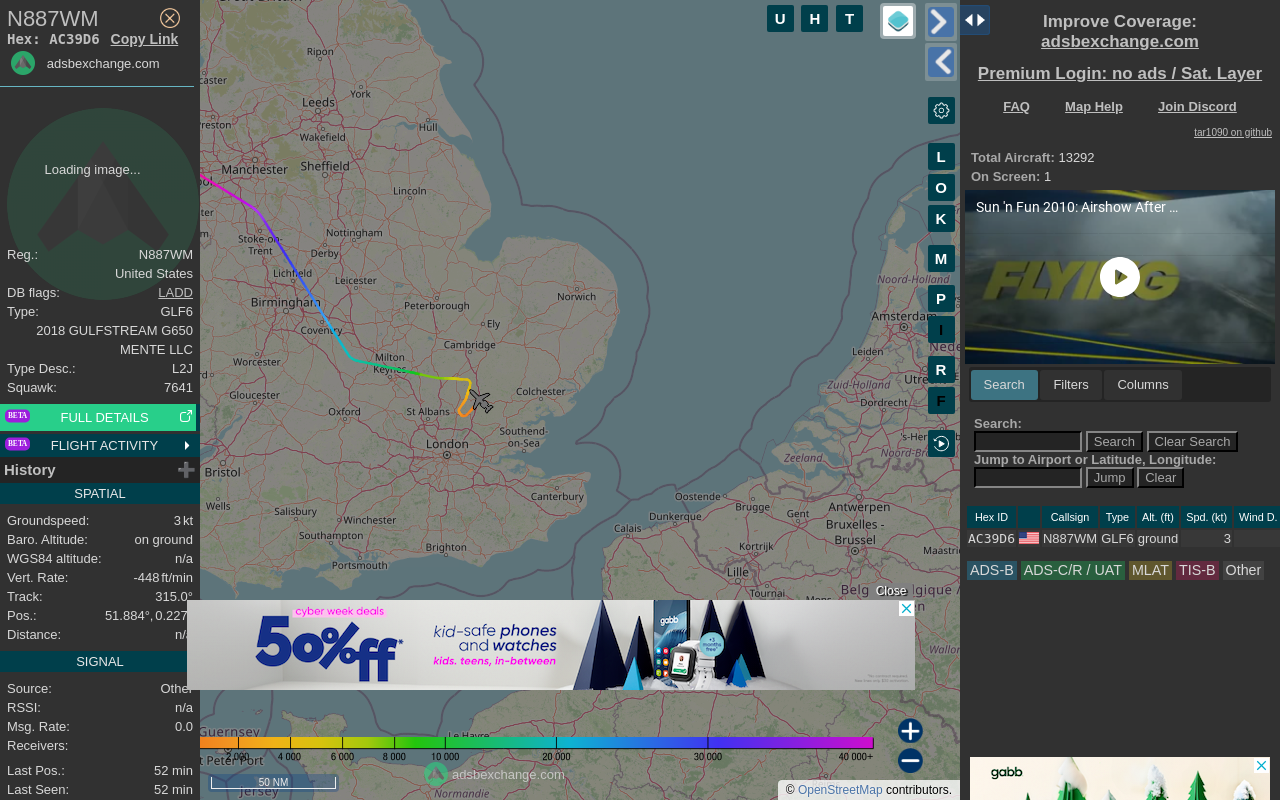 N887WM
Hex: AC39D6 Copy Link
adsbexchange.com
Loading image...
Reg.: N887WM
United States
DB flags: LADD
Type: GLF6
2018 GULFSTREAM G650
MENTE LLC
Type Desc.: L2J
Squawk: 7641
BETA FULL DETAILS
BETA FLIGHT ACTIVITY
History
SPATIAL
Groundspeed: 3 kt
Baro. Altitude: on ground
WGS84 altitude: n/a
Vert. Rate: -448 ft/min
Track: 315.0°
Pos.: 51.884°, 0.227°
Distance: n/a
SIGNAL
Source: Other
RSSI: n/a
Msg. Rate: 0.0
Receivers:
Last Pos.: 52 min
Last Seen: 52 min
U H T
L
O
K
M
P
I
R
F
Ripon
York
Leeds
Hull
Preston
Wakefield
Manchester
Sheffield
Lincoln
Stoke-on-
Trent
Nottingham
Derby
Lichfield
Leicester
Norwich
Birmingham
Peterborough
Coventry
Ely
Cambridge
Worcester
Milton
Keynes
Colchester
Gloucester
Oxford
St Albans
Southend-
on-Sea
London
Bristol
Wells
Salisbury
Winchester
Canterbury
Southampton
Brighton
Portsmouth
Noord-Holland
Amsterdam
Leiden
Zuid-Holland
Dordrecht
Zeeland
Oostende
Brugge
Antwerpen
Dunkerque
Gent
Calais
Bruxelles -
Brussel
Kortrijk
Lille
Tournai
Mons
Guernsey
Le Havre
Jersey
Normandie
Close
cyber week deals
50% off*
kid-safe phones
and watches
kids. teens, in-between
gabb
+3
months
free
2 000 4 000 6 000 8 000 10 000 20 000 30 000 40 000+
adsbexchange.com
50 NM
© OpenStreetMap contributors.
Improve Coverage:
adsbexchange.com
Premium Login: no ads / Sat. Layer
FAQ Map Help Join Discord
tar1090 on github
Total Aircraft: 13292
On Screen: 1
Sun 'n Fun 2010: Airshow After ...
FLYING
Search Filters Columns
Search:
Search Clear Search
Jump to Airport or Latitude, Longitude:
Jump Clear
Hex ID Callsign Type Alt. (ft) Spd. (kt) Wind D.
AC39D6 N887WM GLF6 ground 3
ADS-B ADS-C/R / UAT MLAT TIS-B Other
gabb